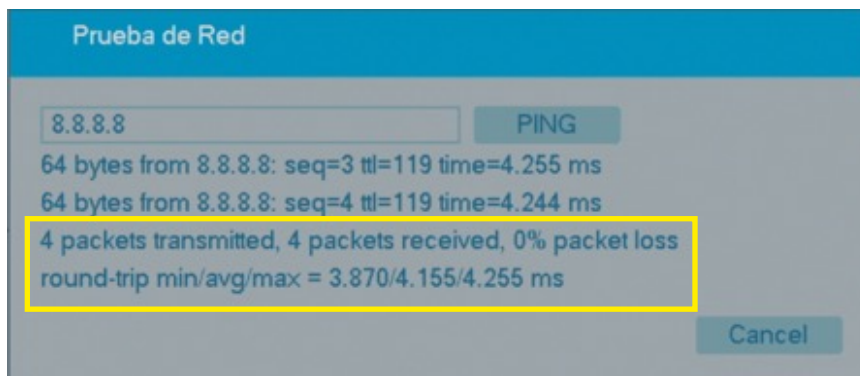 Prueba de Red
8.8.8.8 PING
64 bytes from 8.8.8.8: seq=3 ttl=119 time=4.255 ms
64 bytes from 8.8.8.8: seq=4 ttl=119 time=4.244 ms
4 packets transmitted, 4 packets received, 0% packet loss
round-trip min/avg/max = 3.870/4.155/4.255 ms
Cancel